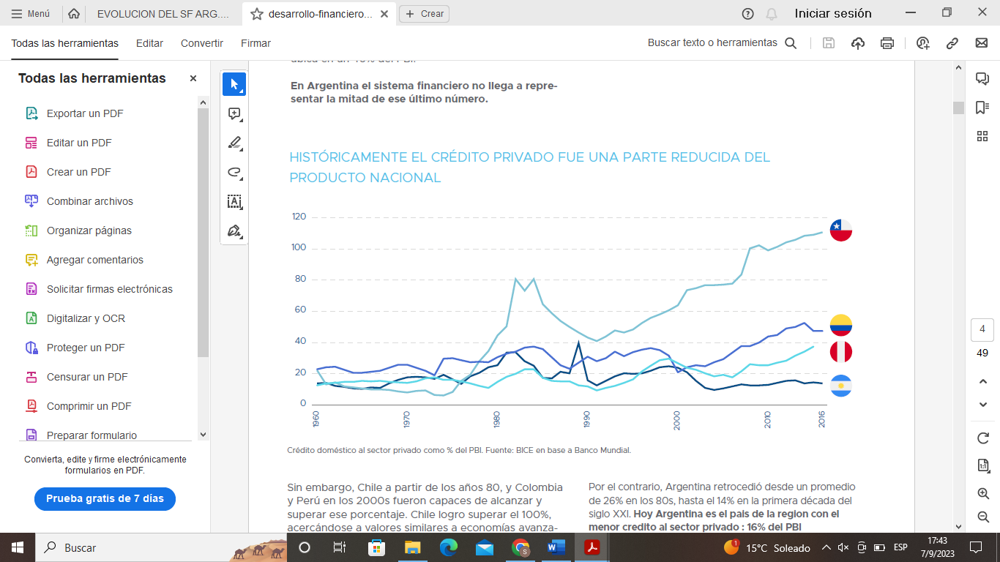 Menú
EVOLUCION DEL SF ARG....
desarrollo-financiero...
Crear
Iniciar sesión
Todas las herramientas
Editar
Convertir
Firmar
Buscar texto o herramientas
Todas las herramientas
Exportar un PDF
Editar un PDF
Crear un PDF
Combinar archivos
Organizar páginas
Agregar comentarios
Solicitar firmas electrónicas
Digitalizar y OCR
Proteger un PDF
Censurar un PDF
Comprimir un PDF
Preparar formulario
Convierta, edite y firme electrónicamente
formularios en PDF.
Prueba gratis de 7 días
En Argentina el sistema financiero no llega a repre-
sentar la mitad de ese último número.
HISTÓRICAMENTE EL CRÉDITO PRIVADO FUE UNA PARTE REDUCIDA DEL
PRODUCTO NACIONAL
120
100
80
60
40
20
0
1960
1970
1980
1990
2000
2010
2016
Crédito doméstico al sector privado como % del PBI. Fuente: BICE en base a Banco Mundial.
Sin embargo, Chile a partir de los años 80, y Colombia
y Perú en los 2000s fueron capaces de alcanzar y
superar ese porcentaje. Chile logro superar el 100%,
acercándose a valores similares a economías avanza-
Por el contrario, Argentina retrocedió desde un promedio
de 26% en los 80s, hasta el 14% en la primera década del
siglo XXI. Hoy Argentina es el pais de la region con el
menor credito al sector privado : 16% del PBI
4
49
1:1
Buscar
S
W
1
15°C Soleado
ESP
17:43
7/9/2023